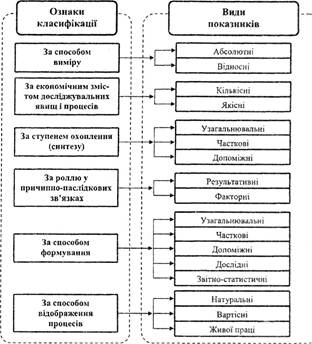 Ознаки
класифікації
Види
показників
За способом
виміру
Абсолютні
Відносні
За економічним зміс-
том досліджувальних
явищ і процесів
Кількісні
Якісні
За ступенем охоплення
(синтезу)
Узагальнювальні
Часткові
Допоміжні
За роллю у
причинно-паслідкових
зв’язках
Результативні
Факторні
За способом
формування
Узагальнювальні
Часткові
Допоміжні
Дослідні
Звітно-статистичні
За способом
відображення
процесів
Натуральні
Вартісні
Живої праці